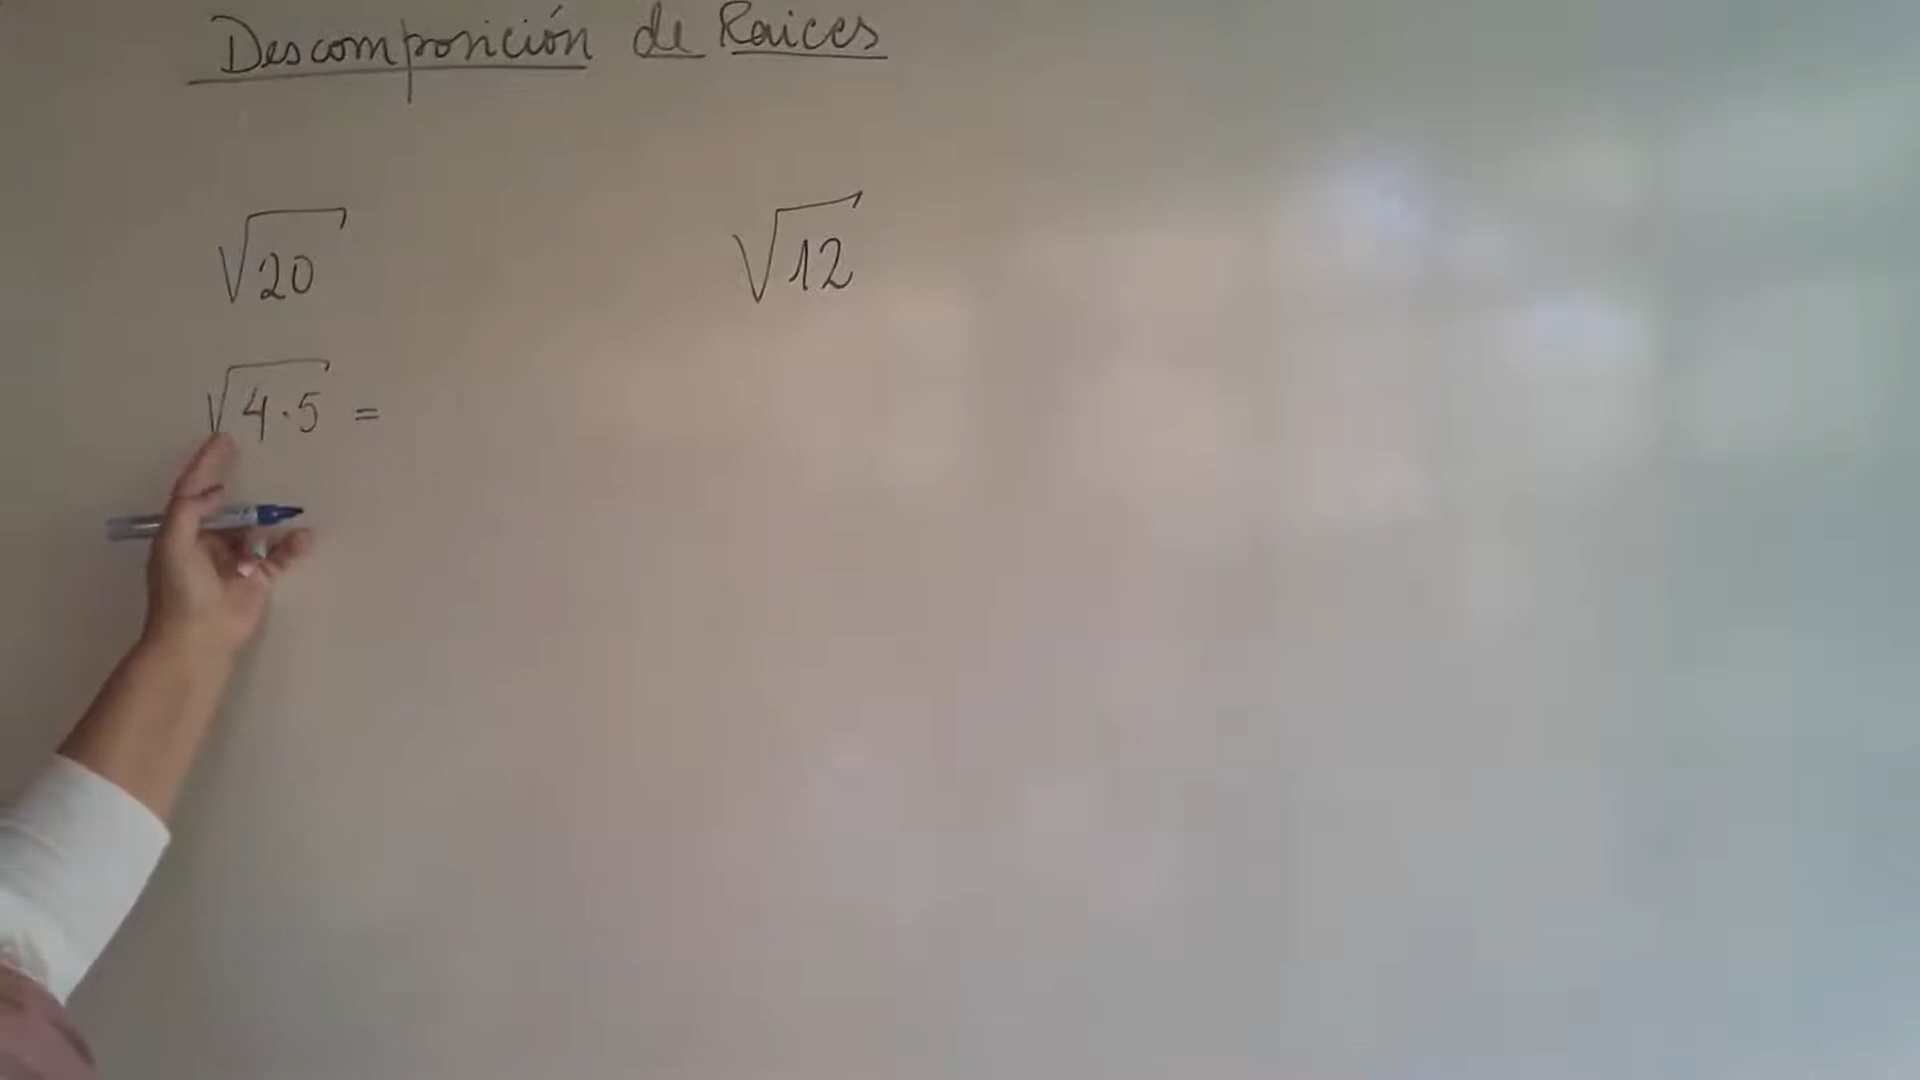 Descomposición de Raices
√20 √12
√4·5 =